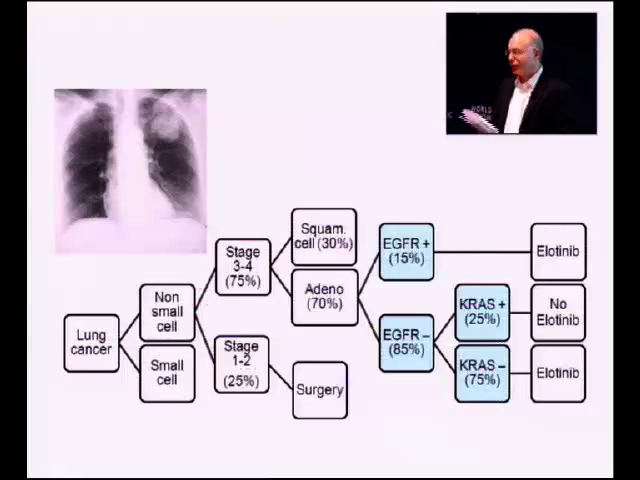 Lung
cancer
Non
small
cell
Small
cell
Stage
3-4
(75%)
Stage
1-2
(25%)
Squam.
cell (30%)
Adeno
(70%)
Surgery
EGFR +
(15%)
EGFR –
(85%)
KRAS +
(25%)
KRAS –
(75%)
Elotinib
No
Elotinib
Elotinib
WORLD